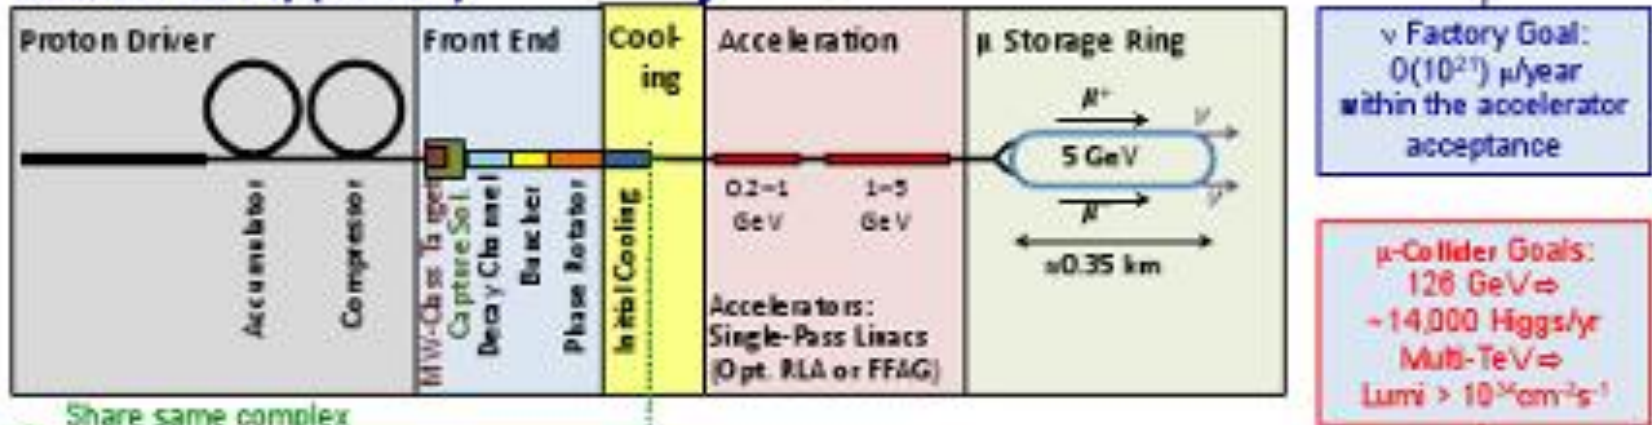 Proton Driver
Accumulator
Compressor
Front End
MW-Class Target
Capture Sol.
Decay Channel
Buncher
Phase Rotator
Cool-
ing
Initial Cooling
Acceleration
0.2–1
GeV
1–5
GeV
Accelerators:
Single-Pass Linacs
(Opt. RLA or FFAG)
μ Storage Ring
μ⁺
ν
5 GeV
μ⁻
ν
≈0.35 km
ν Factory Goal:
O(10²¹) μ/year
within the accelerator
acceptance
μ-Collider Goals:
126 GeV ⇨
~14,000 Higgs/yr
Multi-TeV ⇨
Lumi > 10³⁴cm⁻²s⁻¹
Share same complex